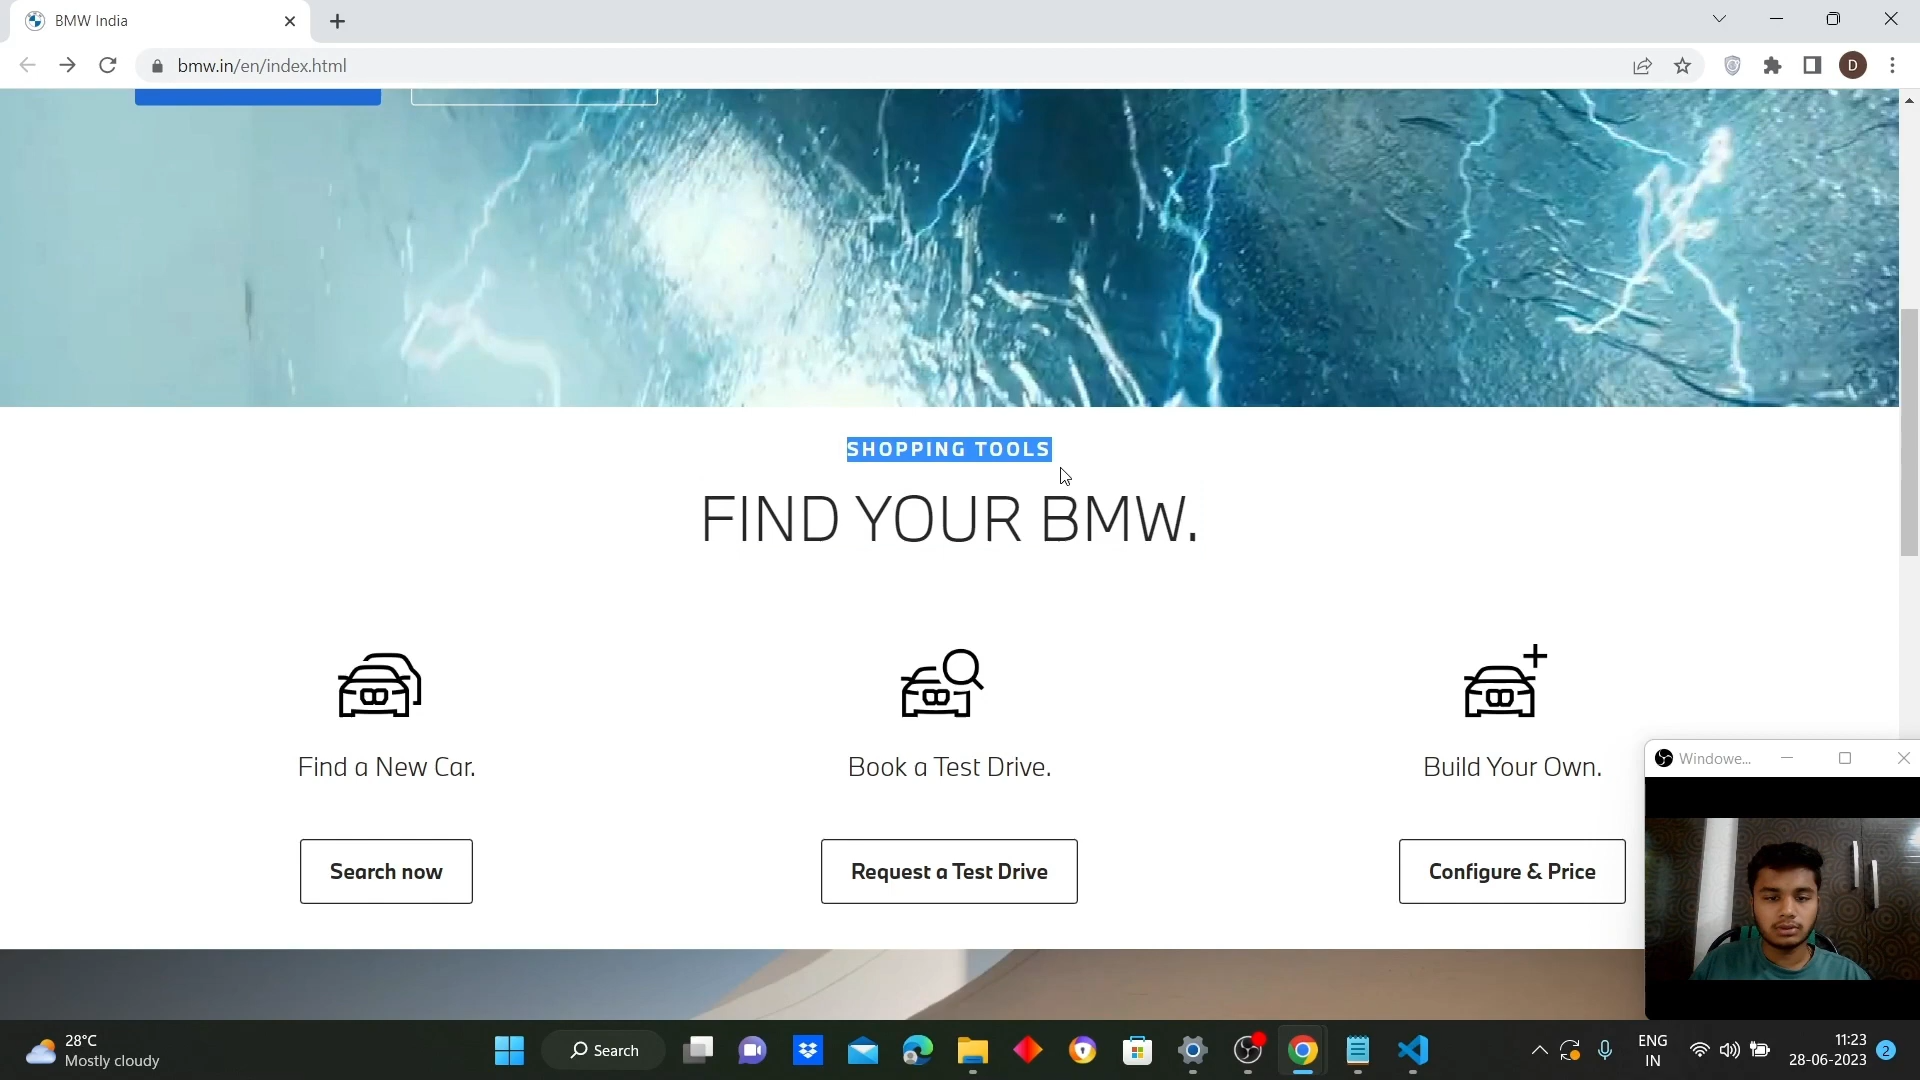 BMW India
bmw.in/en/index.html
D
SHOPPING TOOLS
FIND YOUR BMW.
Find a New Car.
Book a Test Drive.
Build Your Own.
Search now
Request a Test Drive
Configure & Price
Windowe...
28°C
Mostly cloudy
Search
ENG
IN
11:23
28-06-2023
2